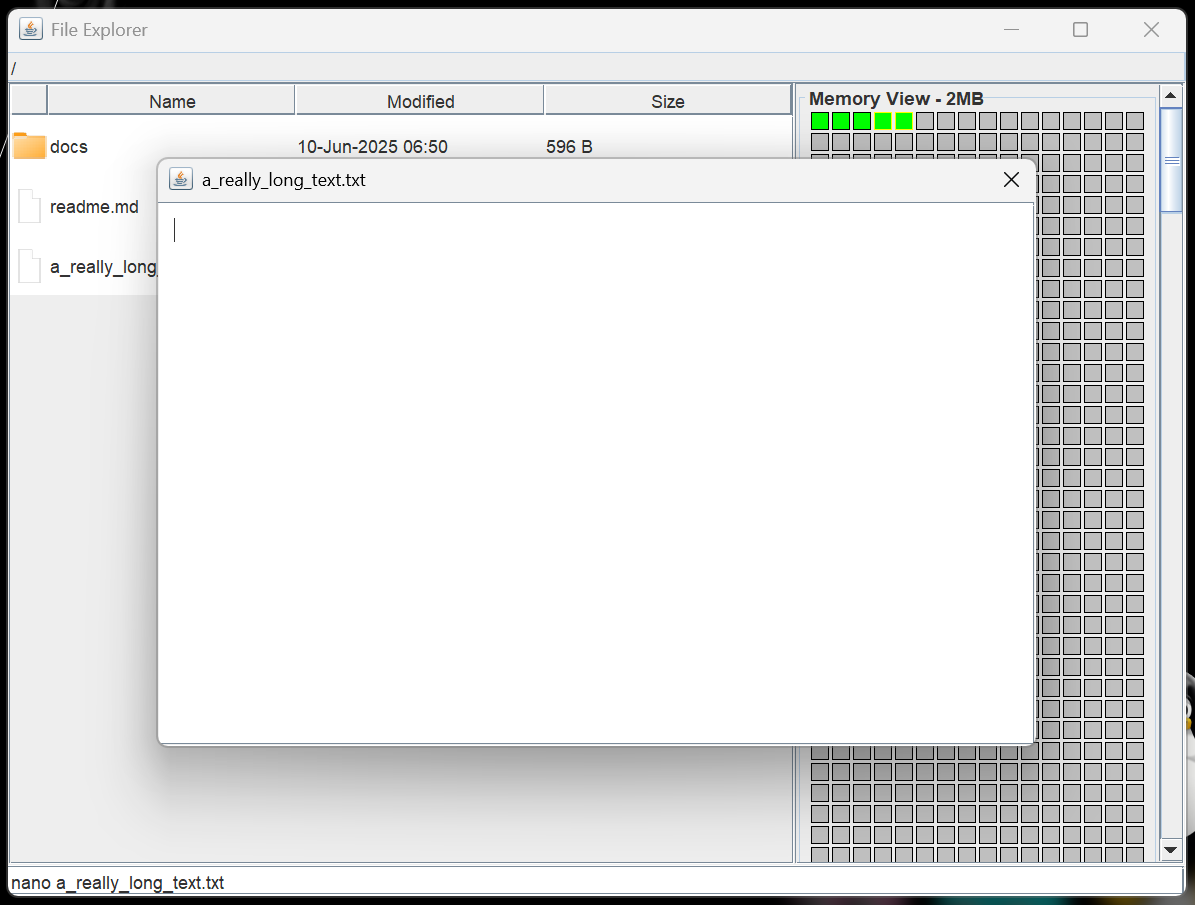 File Explorer
/
Name Modified Size
Memory View - 2MB
docs 10-Jun-2025 06:50 596 B
a_really_long_text.txt
readme.md
a_really_long_
nano a_really_long_text.txt